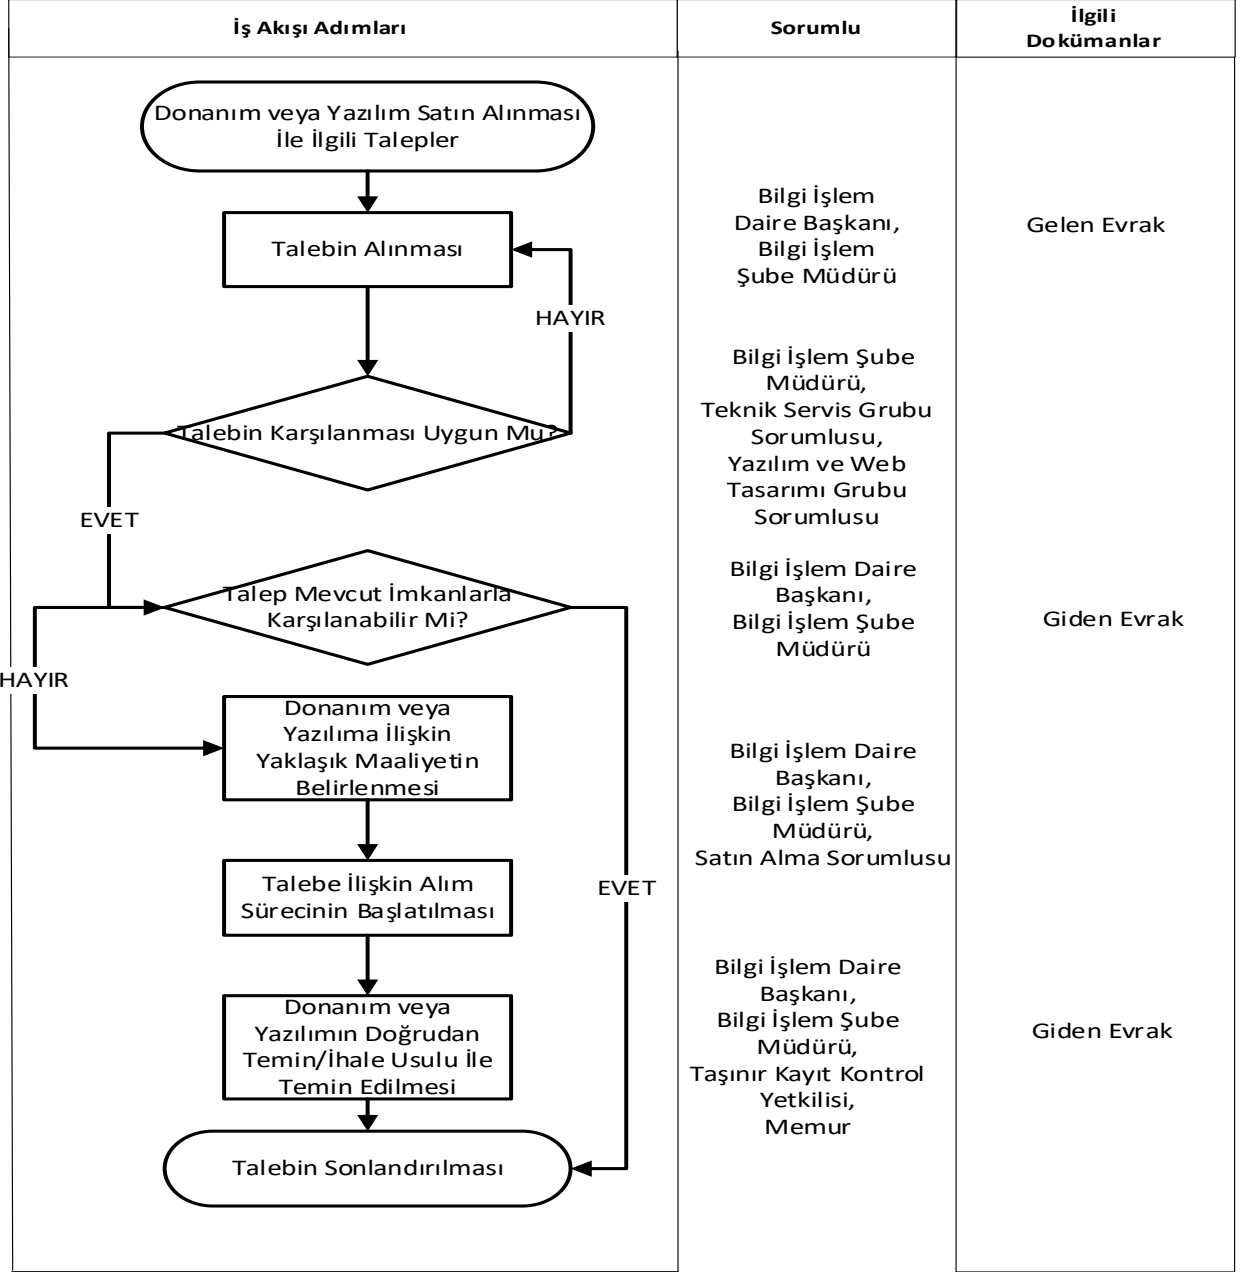 İş Akışı Adımları
Sorumlu
İlgili
Dokümanlar
Donanım veya Yazılım Satın Alınması
İle İlgili Talepler
Talebin Alınması
HAYIR
Talebin Karşılanması Uygun Mu?
EVET
Talep Mevcut İmkanlarla
Karşılanabilir Mi?
HAYIR
Donanım veya
Yazılıma İlişkin
Yaklaşık Maaliyetin
Belirlenmesi
Talebe İlişkin Alım
Sürecinin Başlatılması
EVET
Donanım veya
Yazılımın Doğrudan
Temin/İhale Usulu İle
Temin Edilmesi
Talebin Sonlandırılması
Bilgi İşlem
Daire Başkanı,
Bilgi İşlem
Şube Müdürü
Bilgi İşlem Şube
Müdürü,
Teknik Servis Grubu
Sorumlusu,
Yazılım ve Web
Tasarımı Grubu
Sorumlusu
Bilgi İşlem Daire
Başkanı,
Bilgi İşlem Şube
Müdürü
Bilgi İşlem Daire
Başkanı,
Bilgi İşlem Şube
Müdürü,
Satın Alma Sorumlusu
Bilgi İşlem Daire
Başkanı,
Bilgi İşlem Şube
Müdürü,
Taşınır Kayıt Kontrol
Yetkilisi,
Memur
Gelen Evrak
Giden Evrak
Giden Evrak